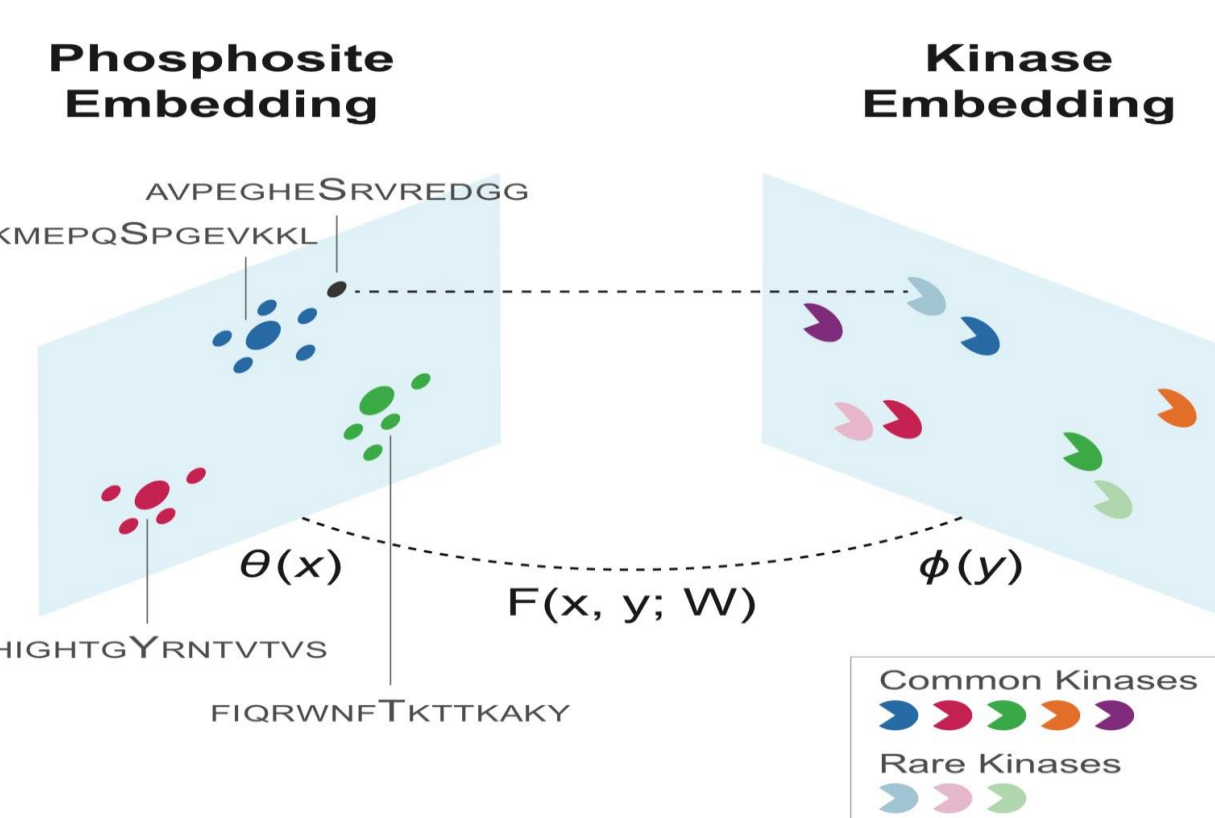 Phosphosite
Embedding
Kinase
Embedding
AVPEGHESRVREDGG
KMEPQSPGEVKKL
θ(x)
ϕ(y)
F(x, y; W)
HIGHTGYRNTVTVS
FIQRWNFTKTTKAKY
Common Kinases
Rare Kinases